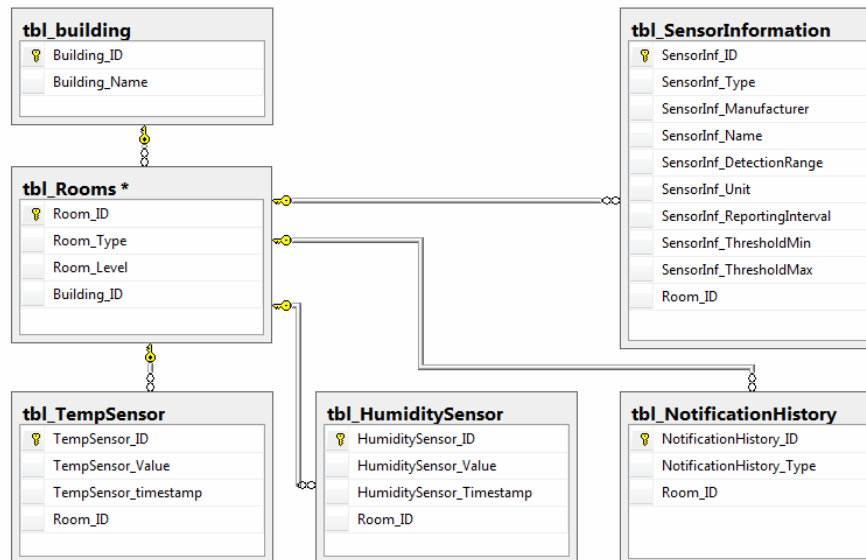 tbl_building
Building_ID
Building_Name
tbl_SensorInformation
SensorInf_ID
SensorInf_Type
SensorInf_Manufacturer
SensorInf_Name
SensorInf_DetectionRange
SensorInf_Unit
SensorInf_ReportingInterval
SensorInf_ThresholdMin
SensorInf_ThresholdMax
Room_ID
tbl_Rooms *
Room_ID
Room_Type
Room_Level
Building_ID
tbl_TempSensor
TempSensor_ID
TempSensor_Value
TempSensor_timestamp
Room_ID
tbl_HumiditySensor
HumiditySensor_ID
HumiditySensor_Value
HumiditySensor_Timestamp
Room_ID
tbl_NotificationHistory
NotificationHistory_ID
NotificationHistory_Type
Room_ID